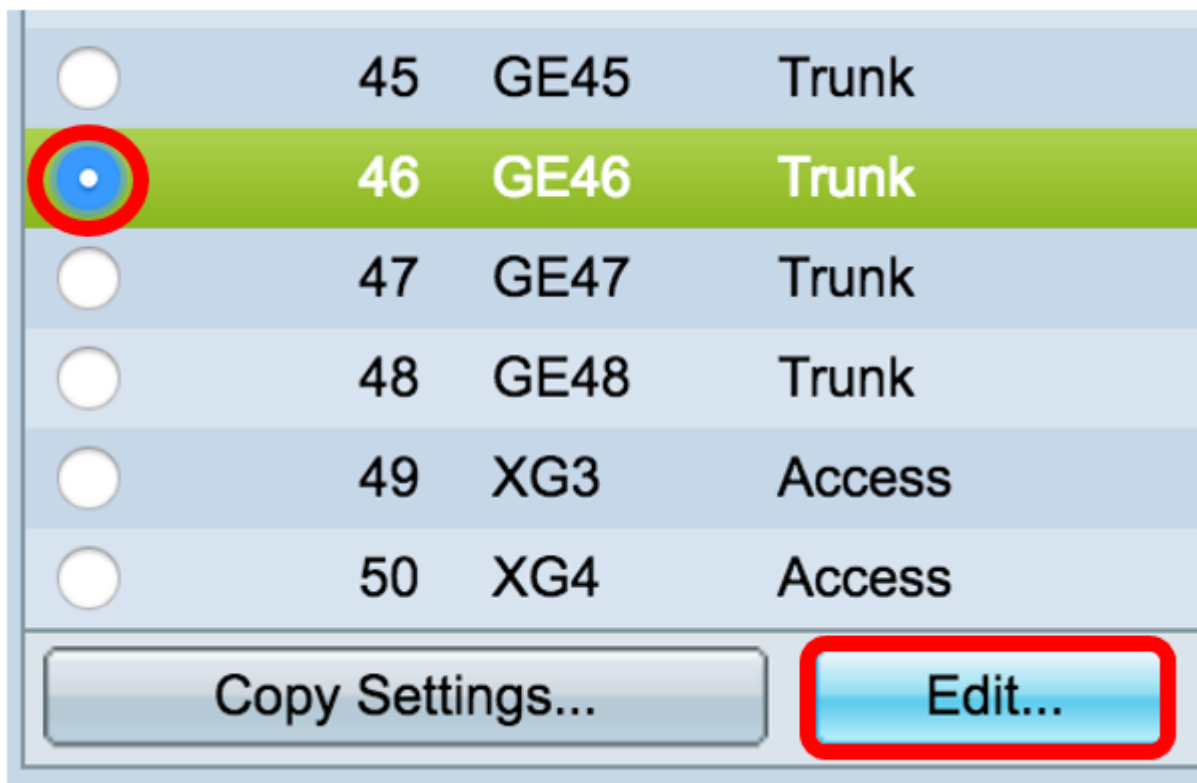 45 GE45 Trunk
46 GE46 Trunk
47 GE47 Trunk
48 GE48 Trunk
49 XG3 Access
50 XG4 Access
Copy Settings... Edit...